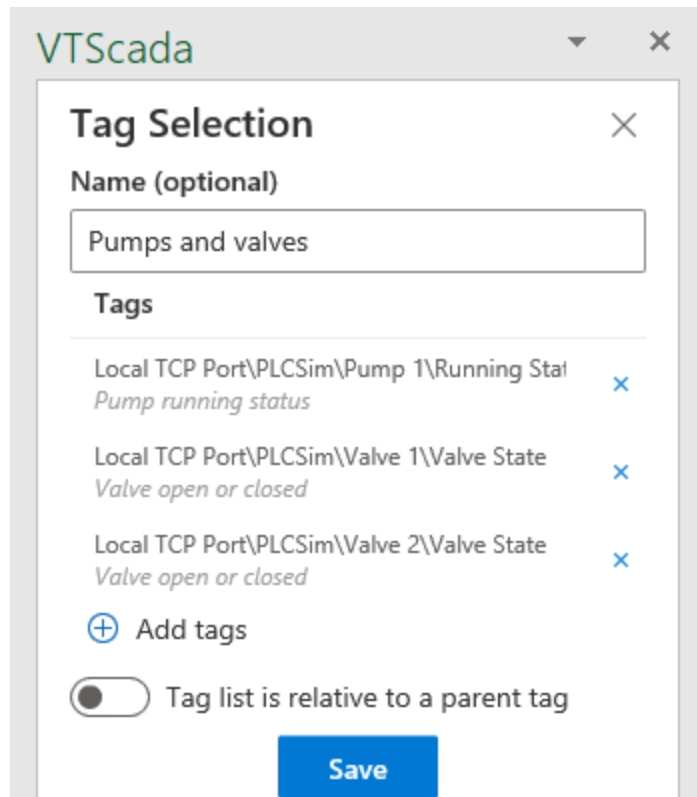 VTScada
Tag Selection
Name (optional)
Pumps and valves
Tags
Local TCP Port\PLCSim\Pump 1\Running Stat
Pump running status
Local TCP Port\PLCSim\Valve 1\Valve State
Valve open or closed
Local TCP Port\PLCSim\Valve 2\Valve State
Valve open or closed
Add tags
Tag list is relative to a parent tag
Save